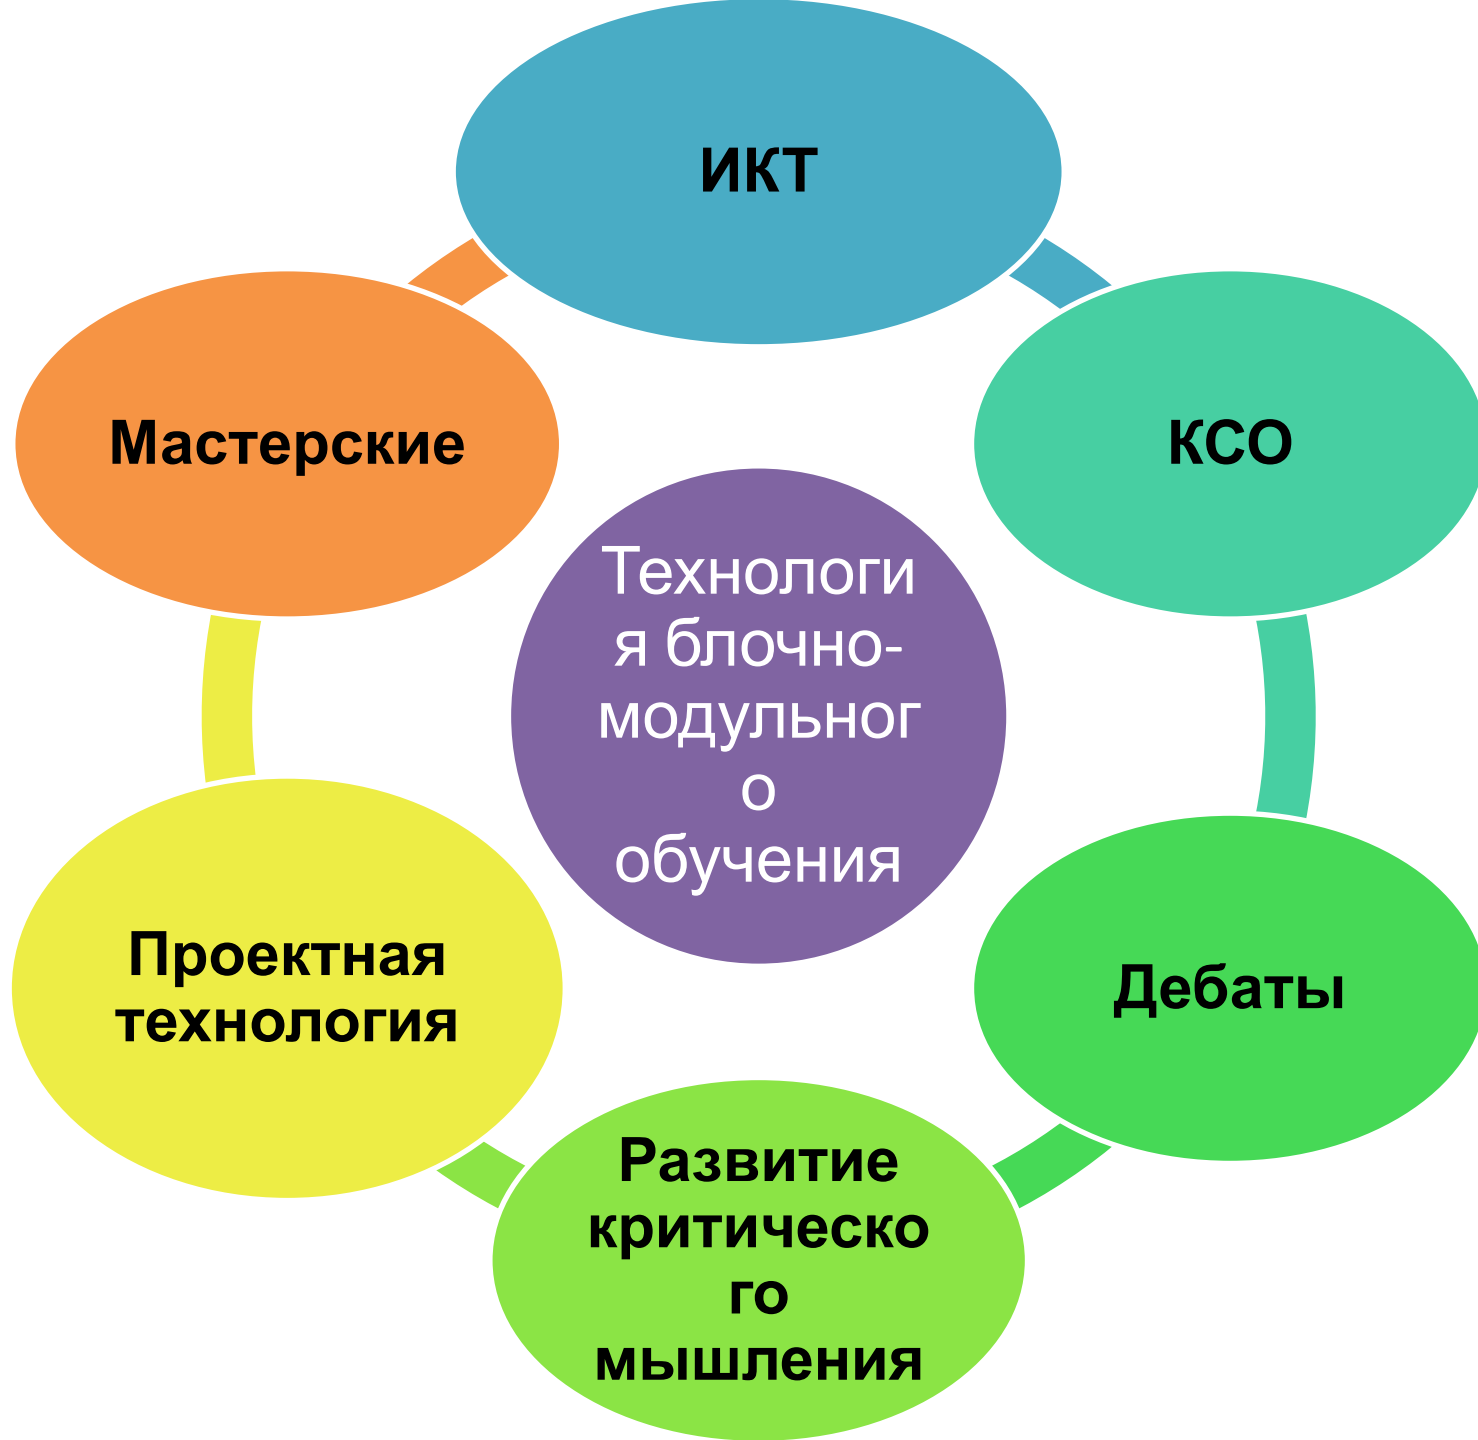 ИКТ
КСО
Дебаты
Развитие
критическо
го
мышления
Проектная
технология
Мастерские
Технологи
я блочно-
модульног
о
обучения